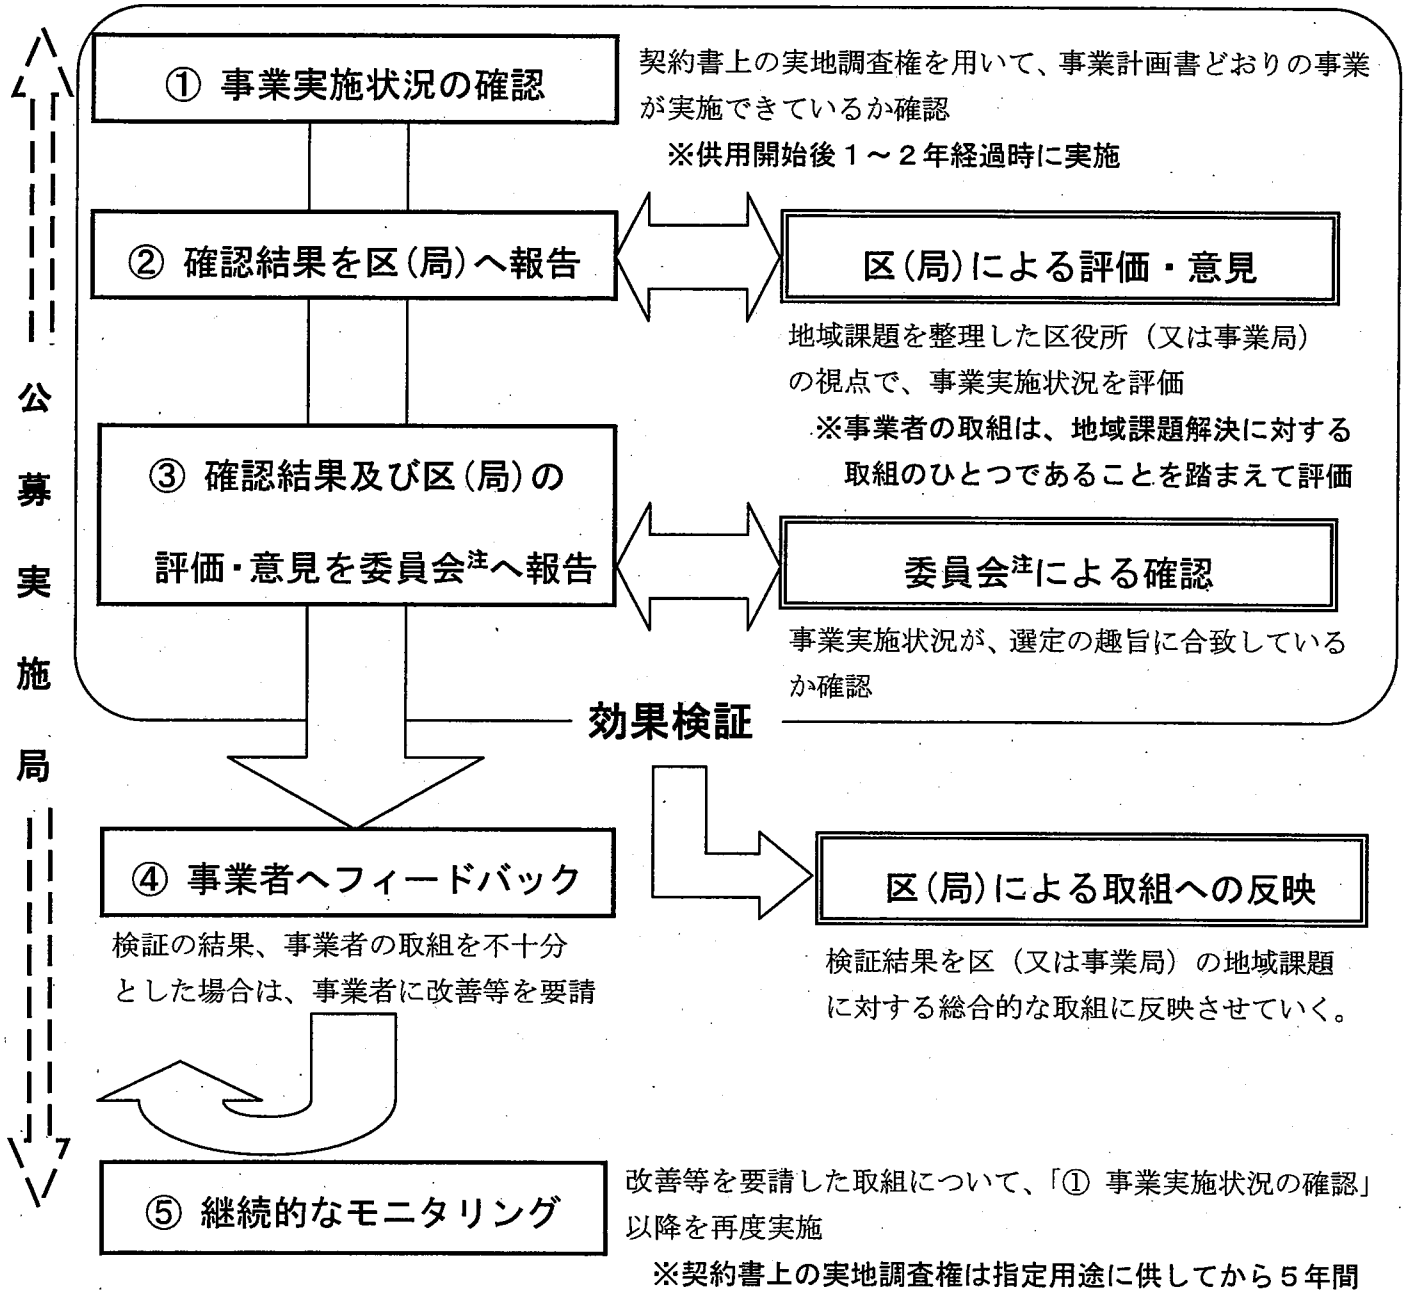 ① 事業実施状況の確認
契約書上の実地調査権を用いて、事業計画書どおりの事業
が実施できているか確認
※供用開始後１～２年経過時に実施
② 確認結果を区(局)へ報告
区(局)による評価・意見
地域課題を整理した区役所（又は事業局）
の視点で、事業実施状況を評価
※事業者の取組は、地域課題解決に対する
取組のひとつであることを踏まえて評価
③ 確認結果及び区(局)の
評価・意見を委員会注へ報告
委員会注による確認
事業実施状況が、選定の趣旨に合致している
か確認
効果検証
公募実施局
④ 事業者へフィードバック
検証の結果、事業者の取組を不十分
とした場合は、事業者に改善等を要請
区(局)による取組への反映
検証結果を区（又は事業局）の地域課題
に対する総合的な取組に反映させていく。
⑤ 継続的なモニタリング
改善等を要請した取組について、「① 事業実施状況の確認」
以降を再度実施
※契約書上の実地調査権は指定用途に供してから５年間